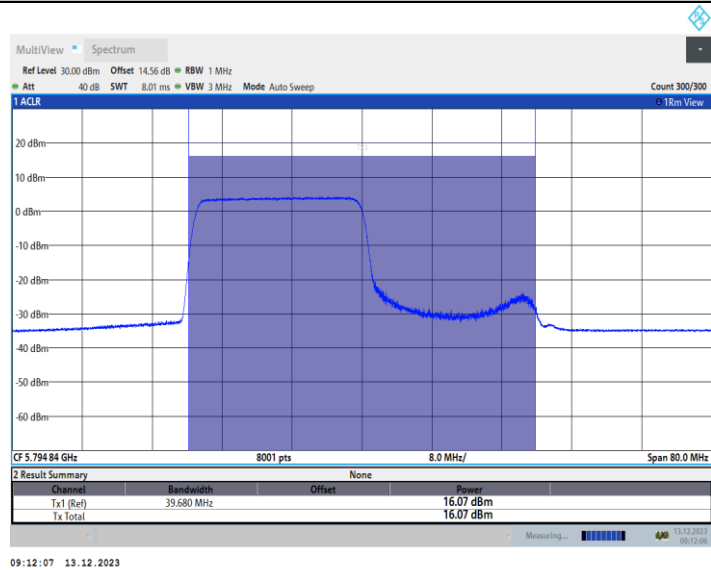 MultiView Spectrum
Ref Level 30.00 dBm Offset 14.56 dB RBW 1 MHz
Att 40 dB SWT 8.01 ms VBW 3 MHz Mode Auto Sweep Count 300/300
1 ACLR 1Rm View
20 dBm
10 dBm
0 dBm
-10 dBm
-20 dBm
-30 dBm
-40 dBm
-50 dBm
-60 dBm
CF 5.794 84 GHz 8001 pts 8.0 MHz/ Span 80.0 MHz
2 Result Summary None
Channel Bandwidth Offset Power
Tx1 (Ref) 39.680 MHz 16.07 dBm
Tx Total 16.07 dBm
Measuring... 13.12.2023
09:12:06
09:12:07 13.12.2023